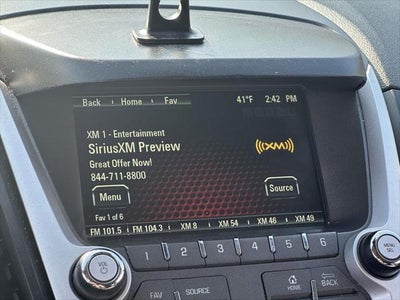 Back Home Fav 41°F 2:42 PM
XM 1 - Entertainment
SiriusXM Preview
((XM))
Great Offer Now!
844-711-8800
Menu
Source
Fav 1 of 6
FM 101.5 FM 104.3 XM 8 XM 54 XM 46 XM 49
1 2 3 4 5 6
VOL
MENU
SEL
FAV SOURCE HOME BACK